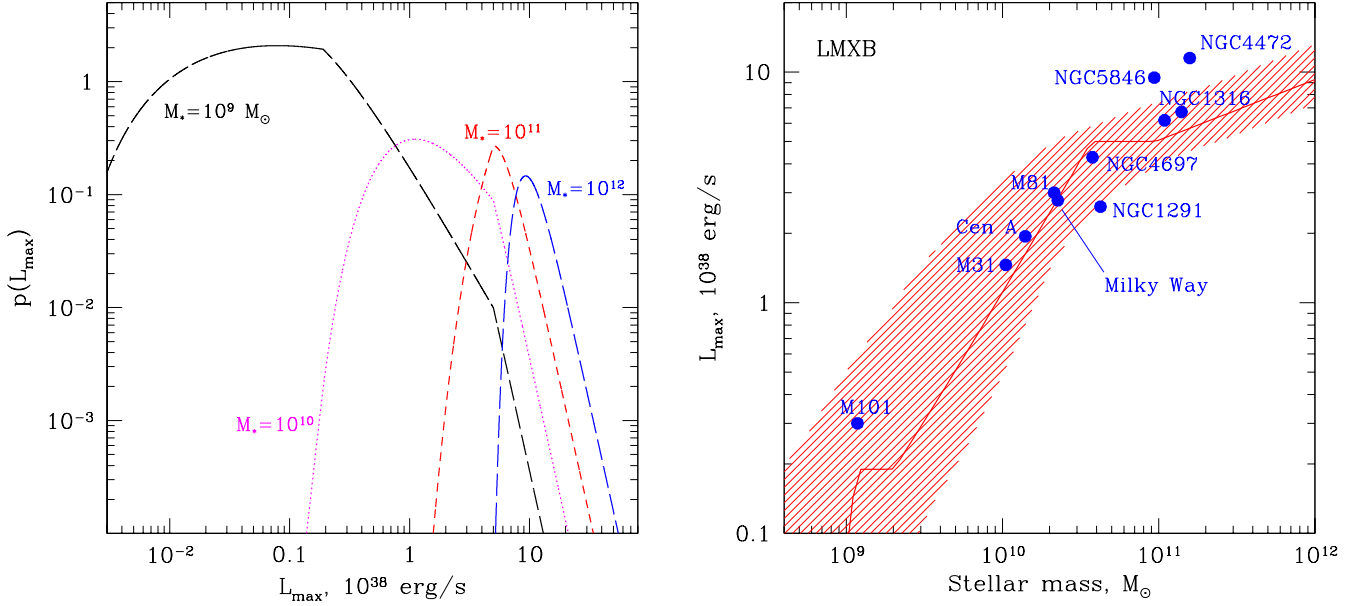 1
10⁻¹
10⁻²
10⁻³
p(Lₘₐₓ)
M*=10⁹ M☉
M*=10¹⁰
M*=10¹¹
M*=10¹²
10⁻² 0.1 1 10
Lₘₐₓ, 10³⁸ erg/s
LMXB
10
1
0.1
Lₘₐₓ, 10³⁸ erg/s
NGC4472
NGC5846
NGC1316
NGC4697
M81
NGC1291
Cen A
M31
Milky Way
M101
10⁹ 10¹⁰ 10¹¹ 10¹²
Stellar mass, M☉